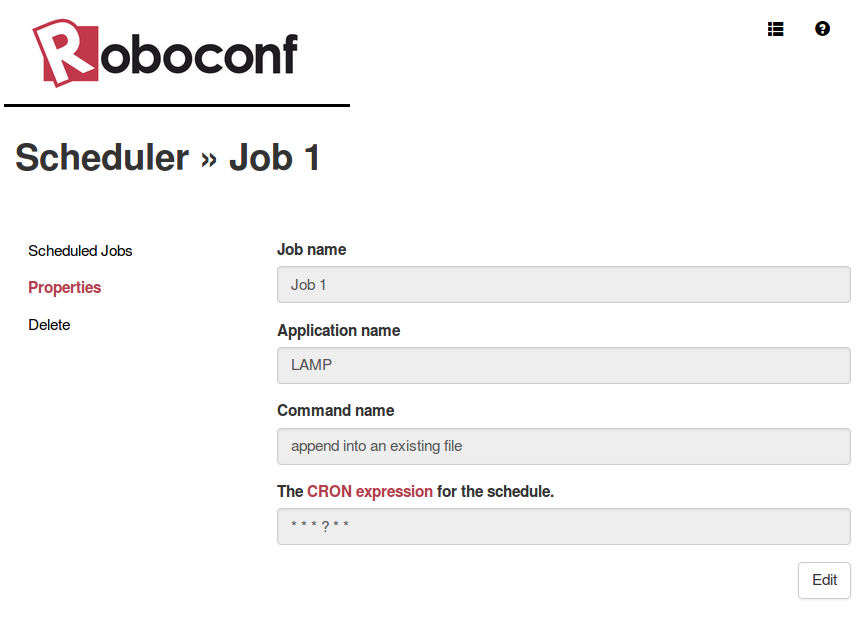 Roboconf
Scheduler » Job 1
Scheduled Jobs
Properties
Delete
Job name
Job 1
Application name
LAMP
Command name
append into an existing file
The CRON expression for the schedule.
* * * ? * *
Edit